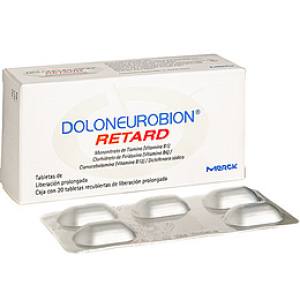 DOLONEUROBION®
RETARD
Mononitrato de Tiamina (Vitamina B1)/
Clorhidrato de Piridoxina (Vitamina B6)/
Cianocobalamina (Vitamina B12)/Diclofenaco sódico
Tabletas de
liberación prolongada
Caja con 20 tabletas recubiertas de liberación prolongada
MERCK